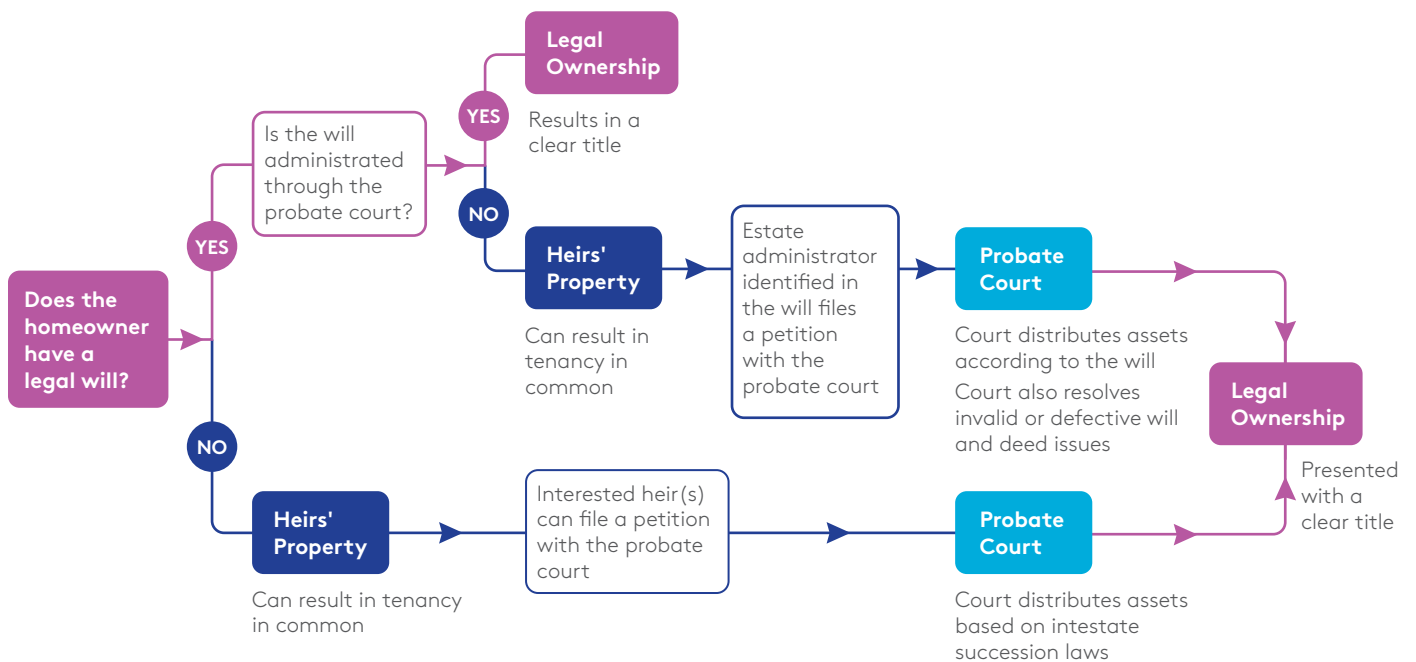 Does the
homeowner
have a
legal will?
YES
Is the will
administrated
through the
probate court?
YES
Legal
Ownership
Results in a
clear title
NO
Heirs'
Property
Can result in
tenancy in
common
Estate
administrator
identified in
the will files
a petition
with the
probate court
Probate
Court
Court distributes assets
according to the will
Court also resolves
invalid or defective will
and deed issues
Legal
Ownership
Presented
with a
clear title
NO
Heirs'
Property
Can result in tenancy
in common
Interested heir(s)
can file a petition
with the probate
court
Probate
Court
Court distributes assets
based on intestate
succession laws